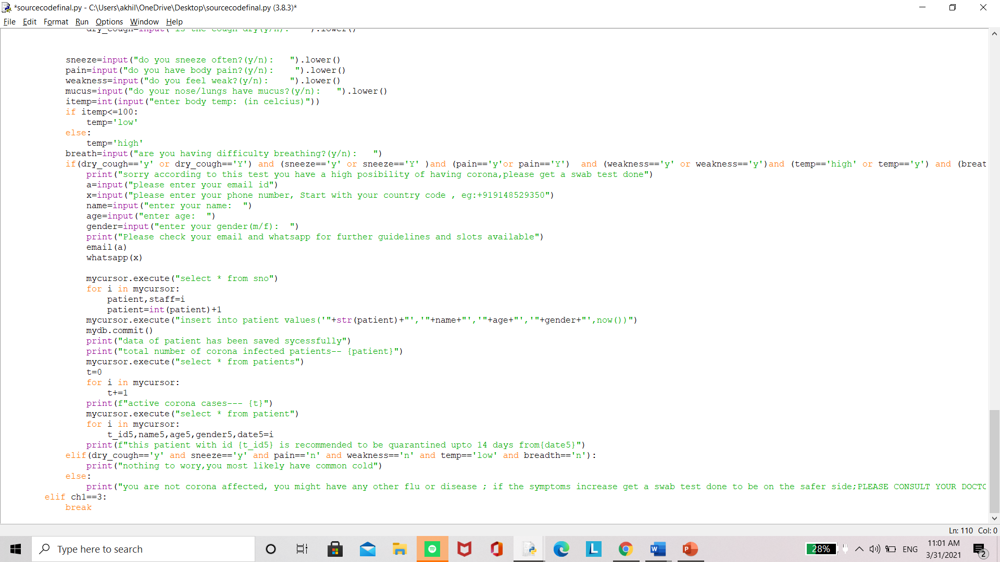 *sourcecodefinal.py - C:\Users\akhil\OneDrive\Desktop\sourcecodefinal.py (3.8.3)*
File Edit Format Run Options Window Help
dry_cough=input("is the cough dry(y/n):    ").lower()
sneeze=input("do you sneeze often?(y/n):   ").lower()
pain=input("do you have body pain?(y/n):    ").lower()
weakness=input("do you feel weak?(y/n):    ").lower()
mucus=input("do your nose/lungs have mucus?(y/n):   ").lower()
itemp=int(input("enter body temp: (in celcius)"))
if itemp<=100:
    temp='low'
else:
    temp='high'
breath=input("are you having difficulty breathing?(y/n):   ")
if(dry_cough=='y' or dry_cough=='Y') and (sneeze=='y' or sneeze=='Y' )and (pain=='y'or pain=='Y')  and (weakness=='y' or weakness=='y')and (temp=='high' or temp=='y') and (breat
    print("sorry according to this test you have a high posibility of having corona,please get a swab test done")
    a=input("please enter your email id")
    x=input("please enter your phone number, Start with your country code , eg:+919148529350")
    name=input("enter your name:  ")
    age=input("enter age:  ")
    gender=input("enter your gender(m/f):  ")
    print("Please check your email and whatsapp for further guidelines and slots available")
    email(a)
    whatsapp(x)
    mycursor.execute("select * from sno")
    for i in mycursor:
        patient,staff=i
        patient=int(patient)+1
    mycursor.execute("insert into patient values('"+str(patient)+"','"+name+"','"+age+"','"+gender+"',now())")
    mydb.commit()
    print("data of patient has been saved sycessfully")
    print("total number of corona infected patients-- {patient}")
    mycursor.execute("select * from patients")
    t=0
    for i in mycursor:
        t+=1
    print(f"active corona cases--- {t}")
    mycursor.execute("select * from patient")
    for i in mycursor:
        t_id5,name5,age5,gender5,date5=i
    print(f"this patient with id {t_id5} is recommended to be quarantined upto 14 days from{date5}")
elif(dry_cough=='y' and sneeze=='y' and pain=='n' and weakness=='n' and temp=='low' and breadth=='n'):
    print("nothing to wory,you most likely have common cold")
else:
    print("you are not corona affected, you might have any other flu or disease ; if the symptoms increase get a swab test done to be on the safer side;PLEASE CONSULT YOUR DOCTO
elif ch1==3:
    break
Ln: 110 Col: 0
Type here to search
28%
ENG
11:01 AM
3/31/2021
2